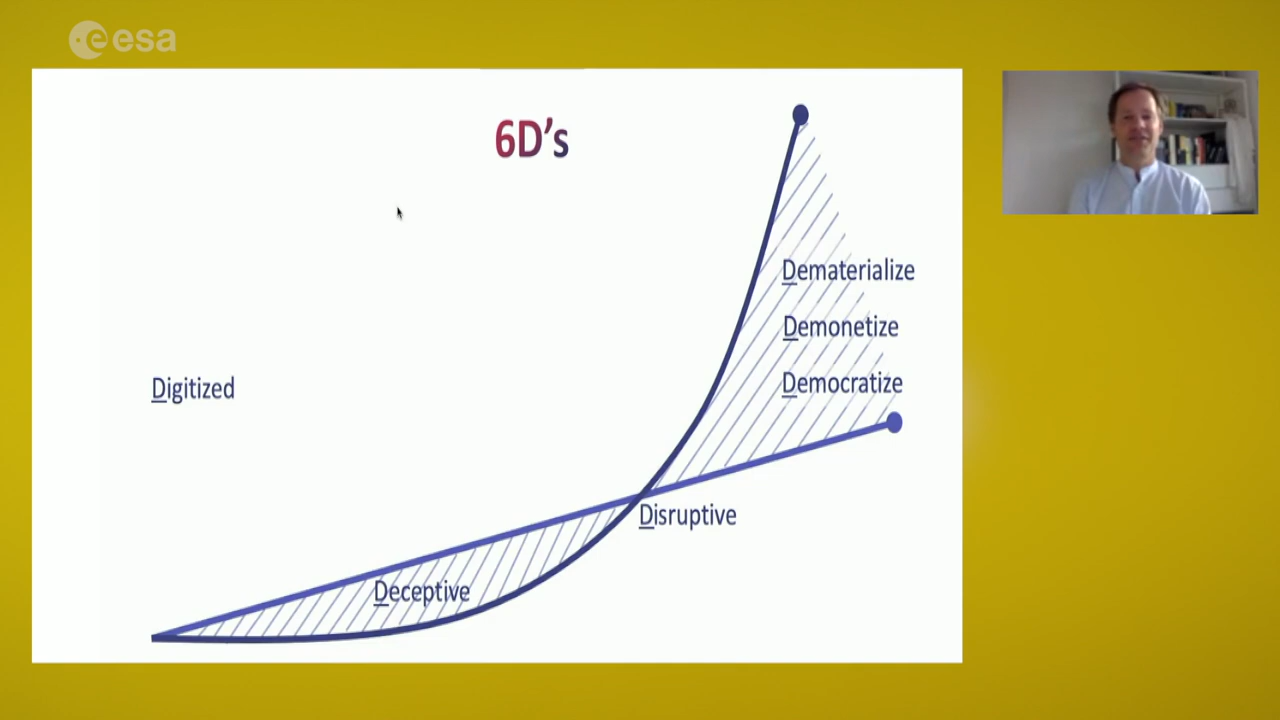 esa
6D's
Dematerialize
Demonetize
Democratize
Digitized
Disruptive
Deceptive